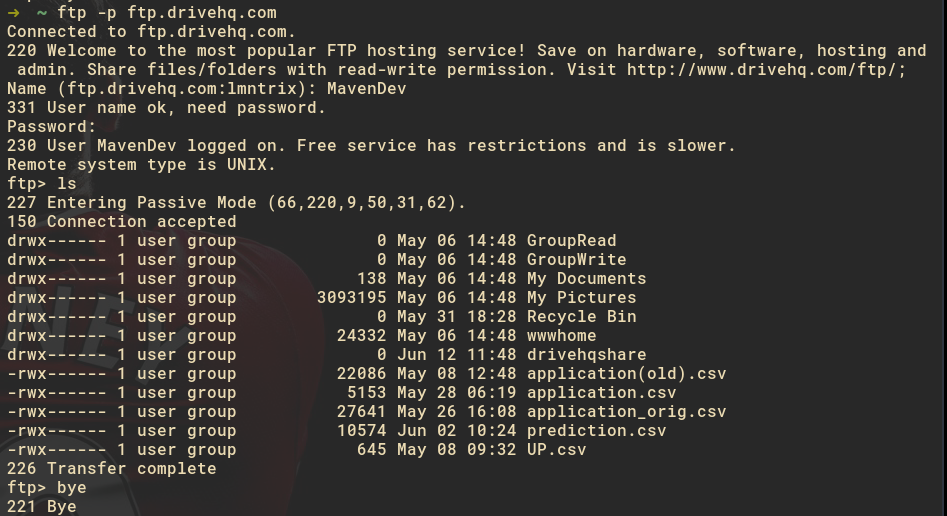 ➜ ~ ftp -p ftp.drivehq.com
Connected to ftp.drivehq.com.
220 Welcome to the most popular FTP hosting service! Save on hardware, software, hosting and
 admin. Share files/folders with read-write permission. Visit http://www.drivehq.com/ftp/;
Name (ftp.drivehq.com:lmntrix): MavenDev
331 User name ok, need password.
Password:
230 User MavenDev logged on. Free service has restrictions and is slower.
Remote system type is UNIX.
ftp> ls
227 Entering Passive Mode (66,220,9,50,31,62).
150 Connection accepted
drwx------ 1 user group              0 May 06 14:48 GroupRead
drwx------ 1 user group              0 May 06 14:48 GroupWrite
drwx------ 1 user group            138 May 06 14:48 My Documents
drwx------ 1 user group        3093195 May 06 14:48 My Pictures
drwx------ 1 user group              0 May 31 18:28 Recycle Bin
drwx------ 1 user group          24332 May 06 14:48 wwwhome
drwx------ 1 user group              0 Jun 12 11:48 drivehqshare
-rwx------ 1 user group          22086 May 08 12:48 application(old).csv
-rwx------ 1 user group           5153 May 28 06:19 application.csv
-rwx------ 1 user group          27641 May 26 16:08 application_orig.csv
-rwx------ 1 user group          10574 Jun 02 10:24 prediction.csv
-rwx------ 1 user group            645 May 08 09:32 UP.csv
226 Transfer complete
ftp> bye
221 Bye